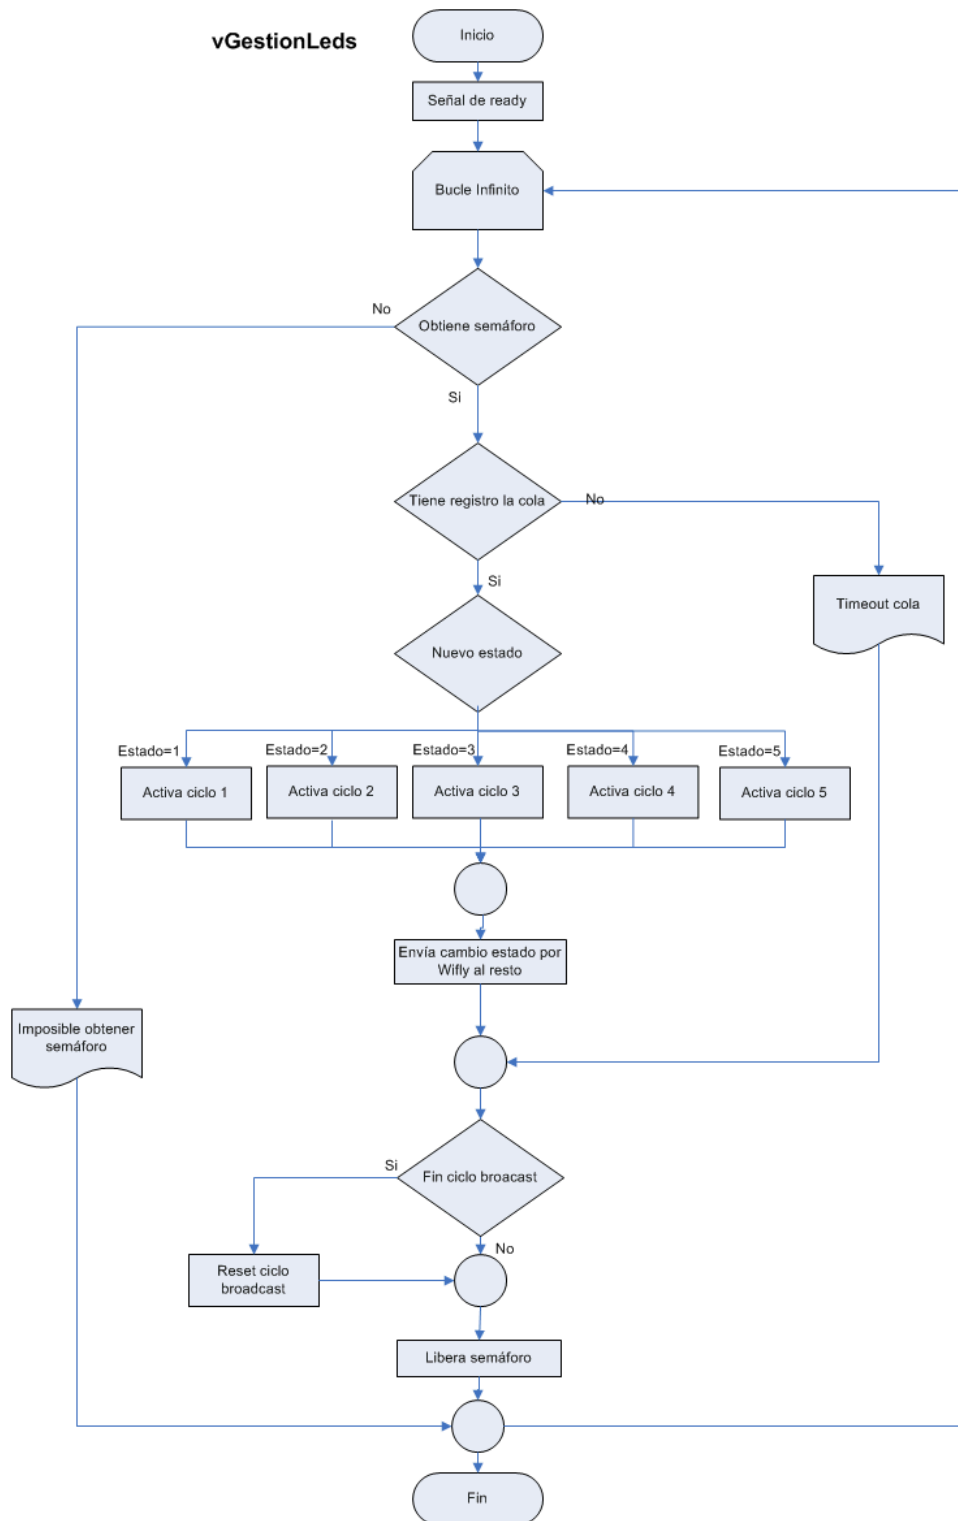 vGestionLeds
Inicio
Señal de ready
Bucle Infinito
No
Obtiene semáforo
Si
Tiene registro la cola
No
Si
Timeout cola
Nuevo estado
Estado=1
Estado=2
Estado=3
Estado=4
Estado=5
Activa ciclo 1
Activa ciclo 2
Activa ciclo 3
Activa ciclo 4
Activa ciclo 5
Envía cambio estado por
Wifly al resto
Imposible obtener
semáforo
Si
Fin ciclo broacast
No
Reset ciclo
broadcast
Libera semáforo
Fin